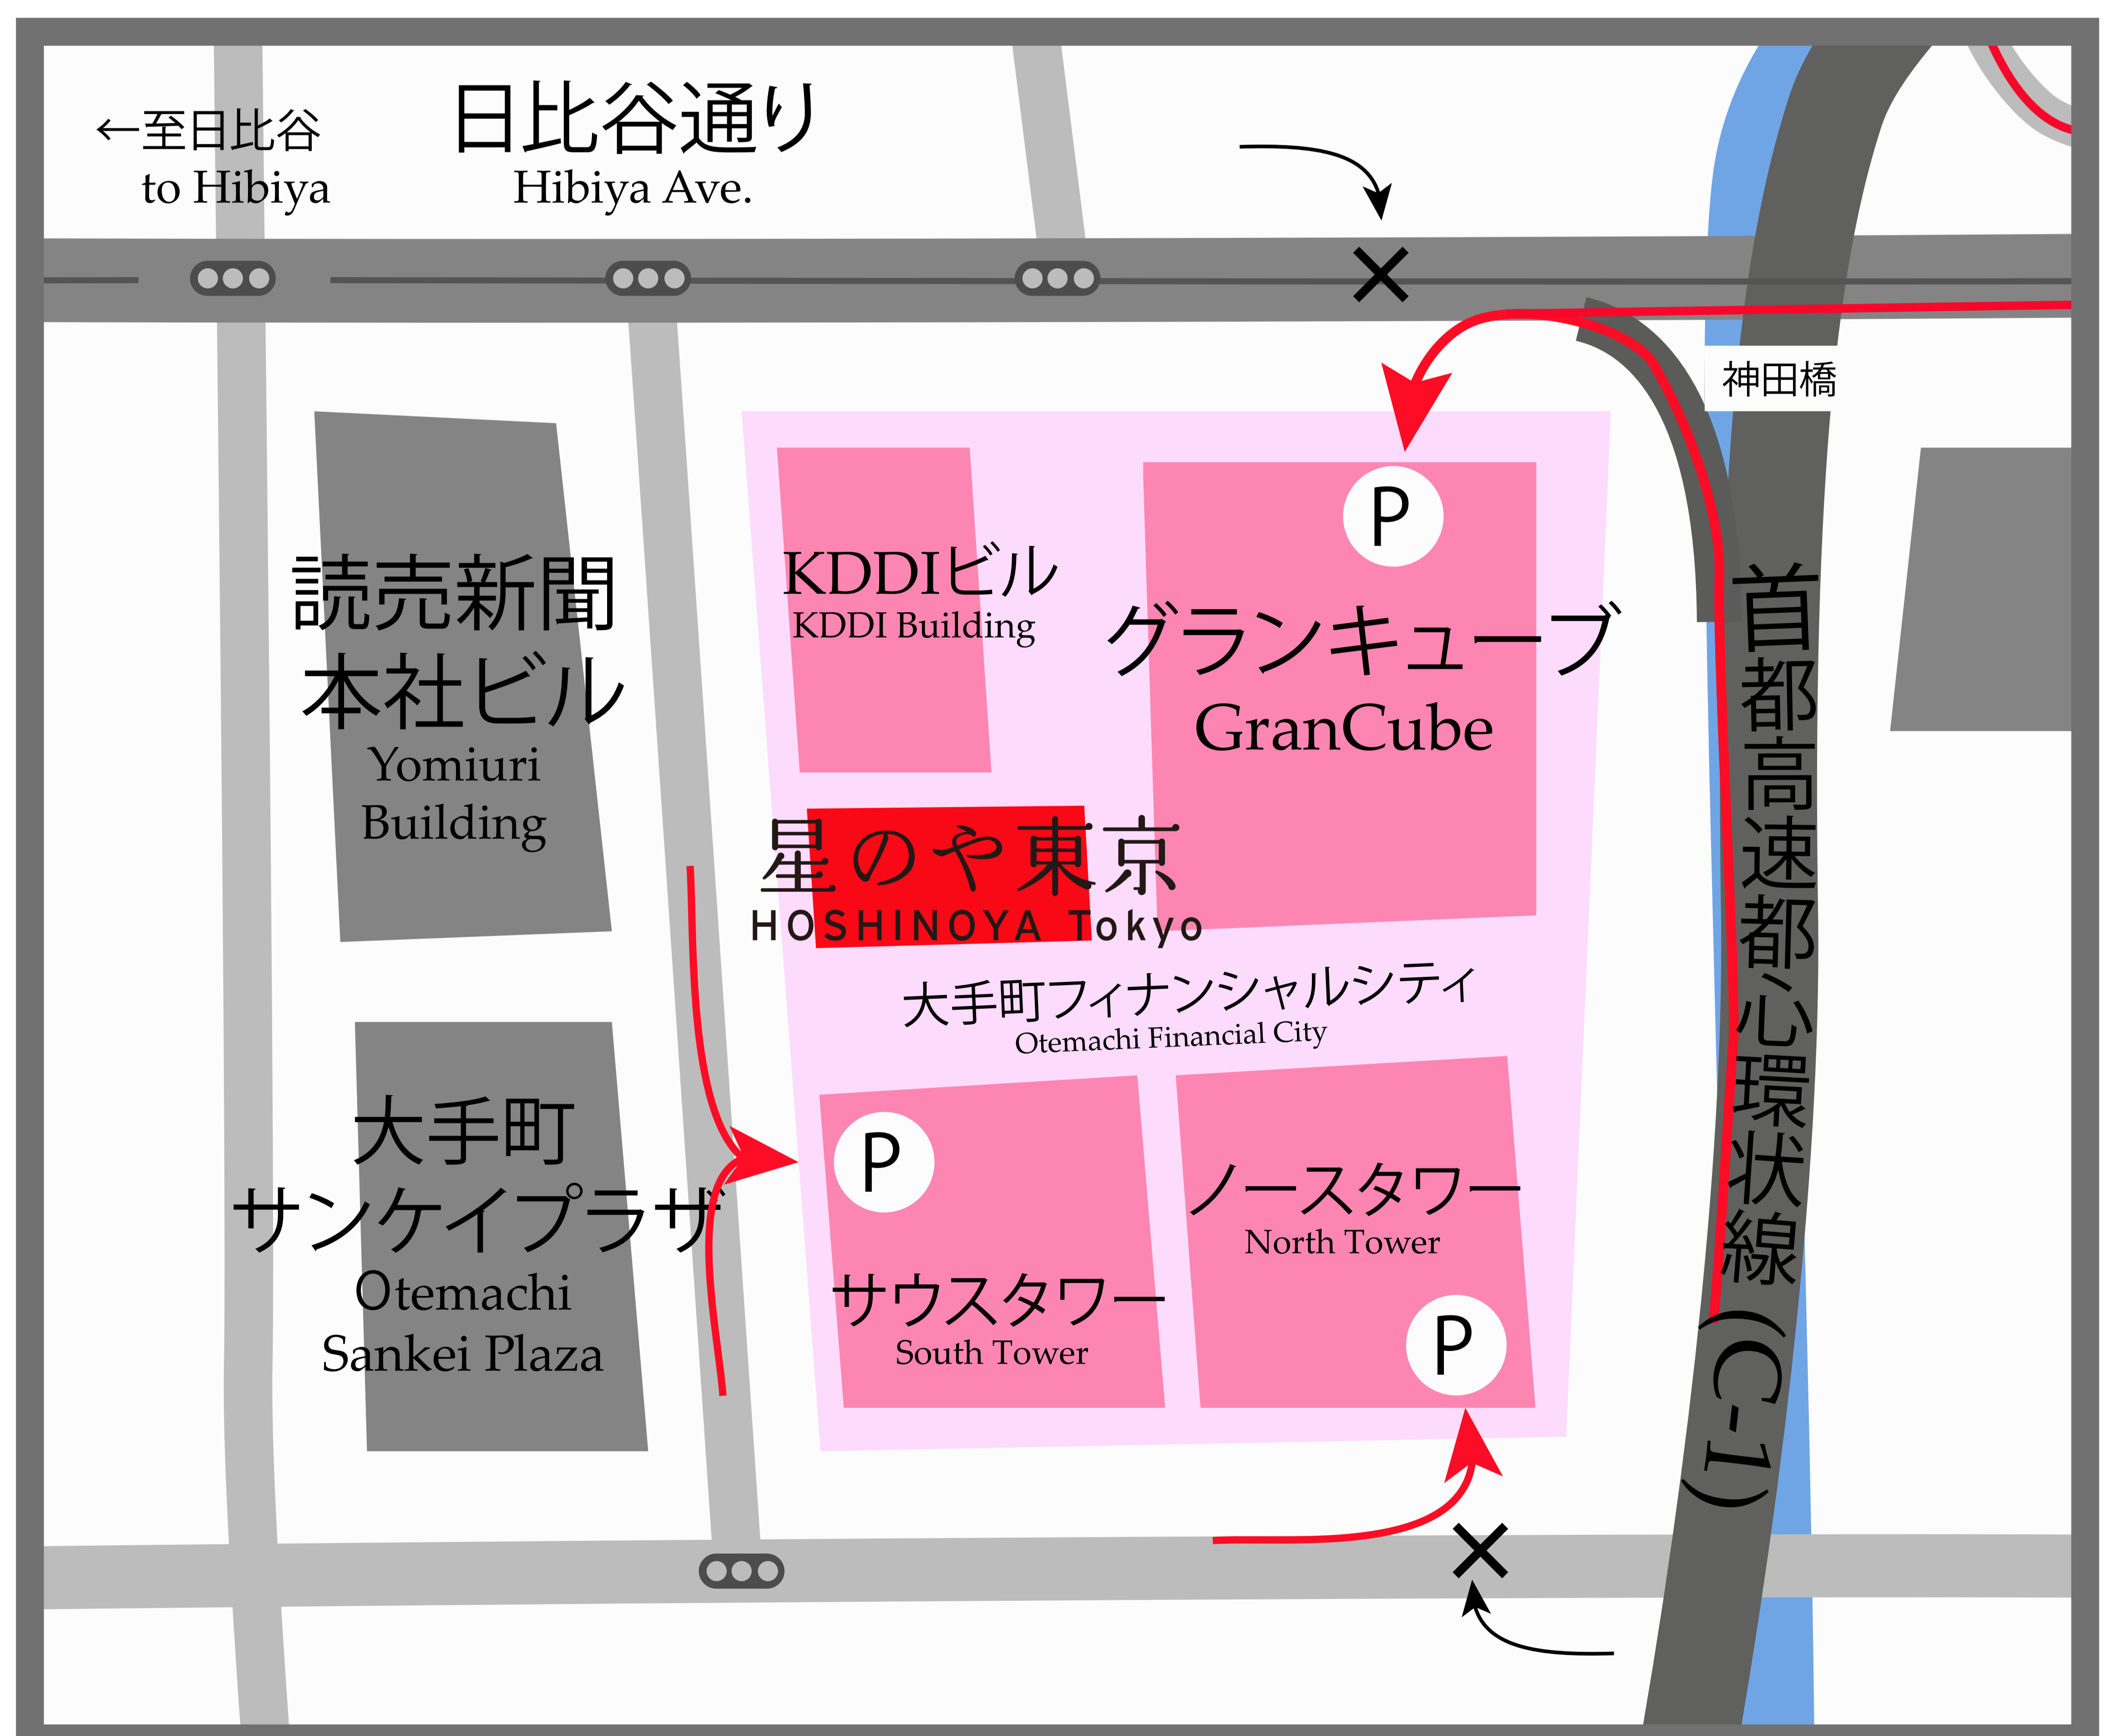 ←至日比谷
to Hibiya
日比谷通り
Hibiya Ave.
神田橋
P
KDDIビル
KDDI Building
グランキューブ
GranCube
読売新聞
本社ビル
Yomiuri
Building
星のや東京
HOSHINOYA Tokyo
大手町フィナンシャルシティ
Otemachi Financial City
大手町
サンケイプラザ
Otemachi
Sankei Plaza
P
サウスタワー
South Tower
ノースタワー
North Tower
P
首都高速都心環状線(C-1)